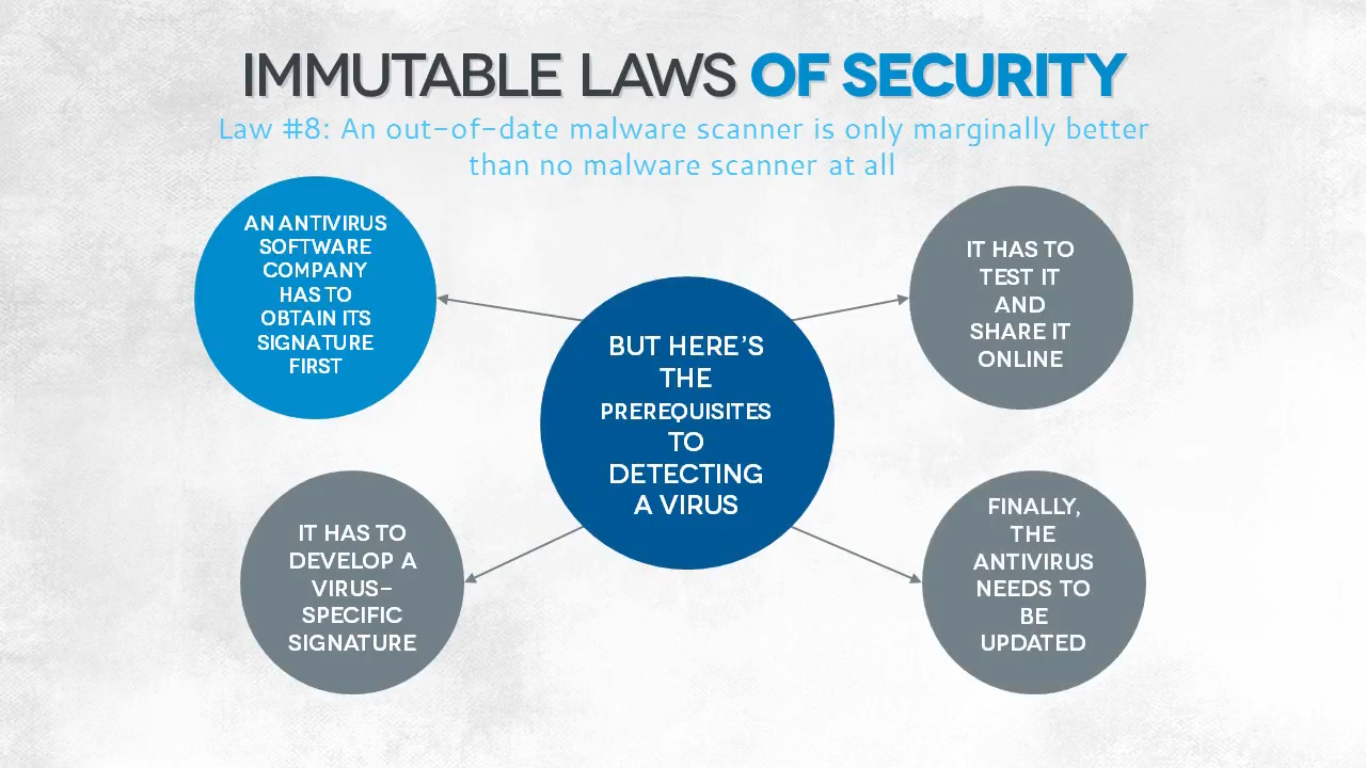 IMMUTABLE LAWS OF SECURITY
Law #8: An out-of-date malware scanner is only marginally better
than no malware scanner at all
AN ANTIVIRUS
SOFTWARE
COMPANY
HAS TO
OBTAIN ITS
SIGNATURE
FIRST
IT HAS TO
TEST IT
AND
SHARE IT
ONLINE
BUT HERE'S
THE
PREREQUISITES
TO
DETECTING
A VIRUS
IT HAS TO
DEVELOP A
VIRUS-
SPECIFIC
SIGNATURE
FINALLY,
THE
ANTIVIRUS
NEEDS TO
BE
UPDATED